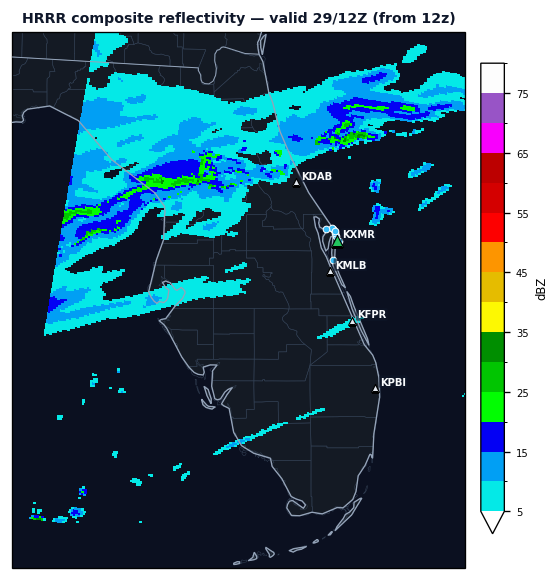 HRRR composite reflectivity — valid 29/12Z (from 12z)
KDAB
KXMR
KMLB
KFPR
KPBI
75
65
55
45
35
25
15
5
dBZ